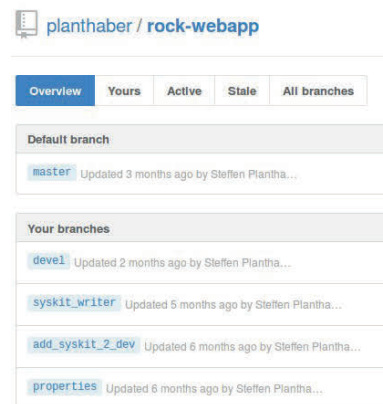 planthaber / rock-webapp
Overview Yours Active Stale All branches
Default branch
master Updated 3 months ago by Steffen Plantha…
Your branches
devel Updated 2 months ago by Steffen Plantha…
syskit_writer Updated 5 months ago by Steffen Plantha…
add_syskit_2_dev Updated 6 months ago by Steffen Plantha…
properties Updated 6 months ago by Steffen Plantha…